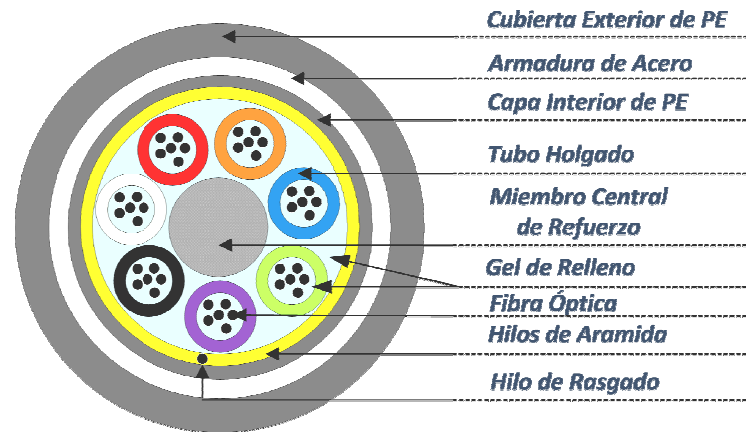 Cubierta Exterior de PE
Armadura de Acero
Capa Interior de PE
Tubo Holgado
Miembro Central
de Refuerzo
Gel de Relleno
Fibra Óptica
Hilos de Aramida
Hilo de Rasgado